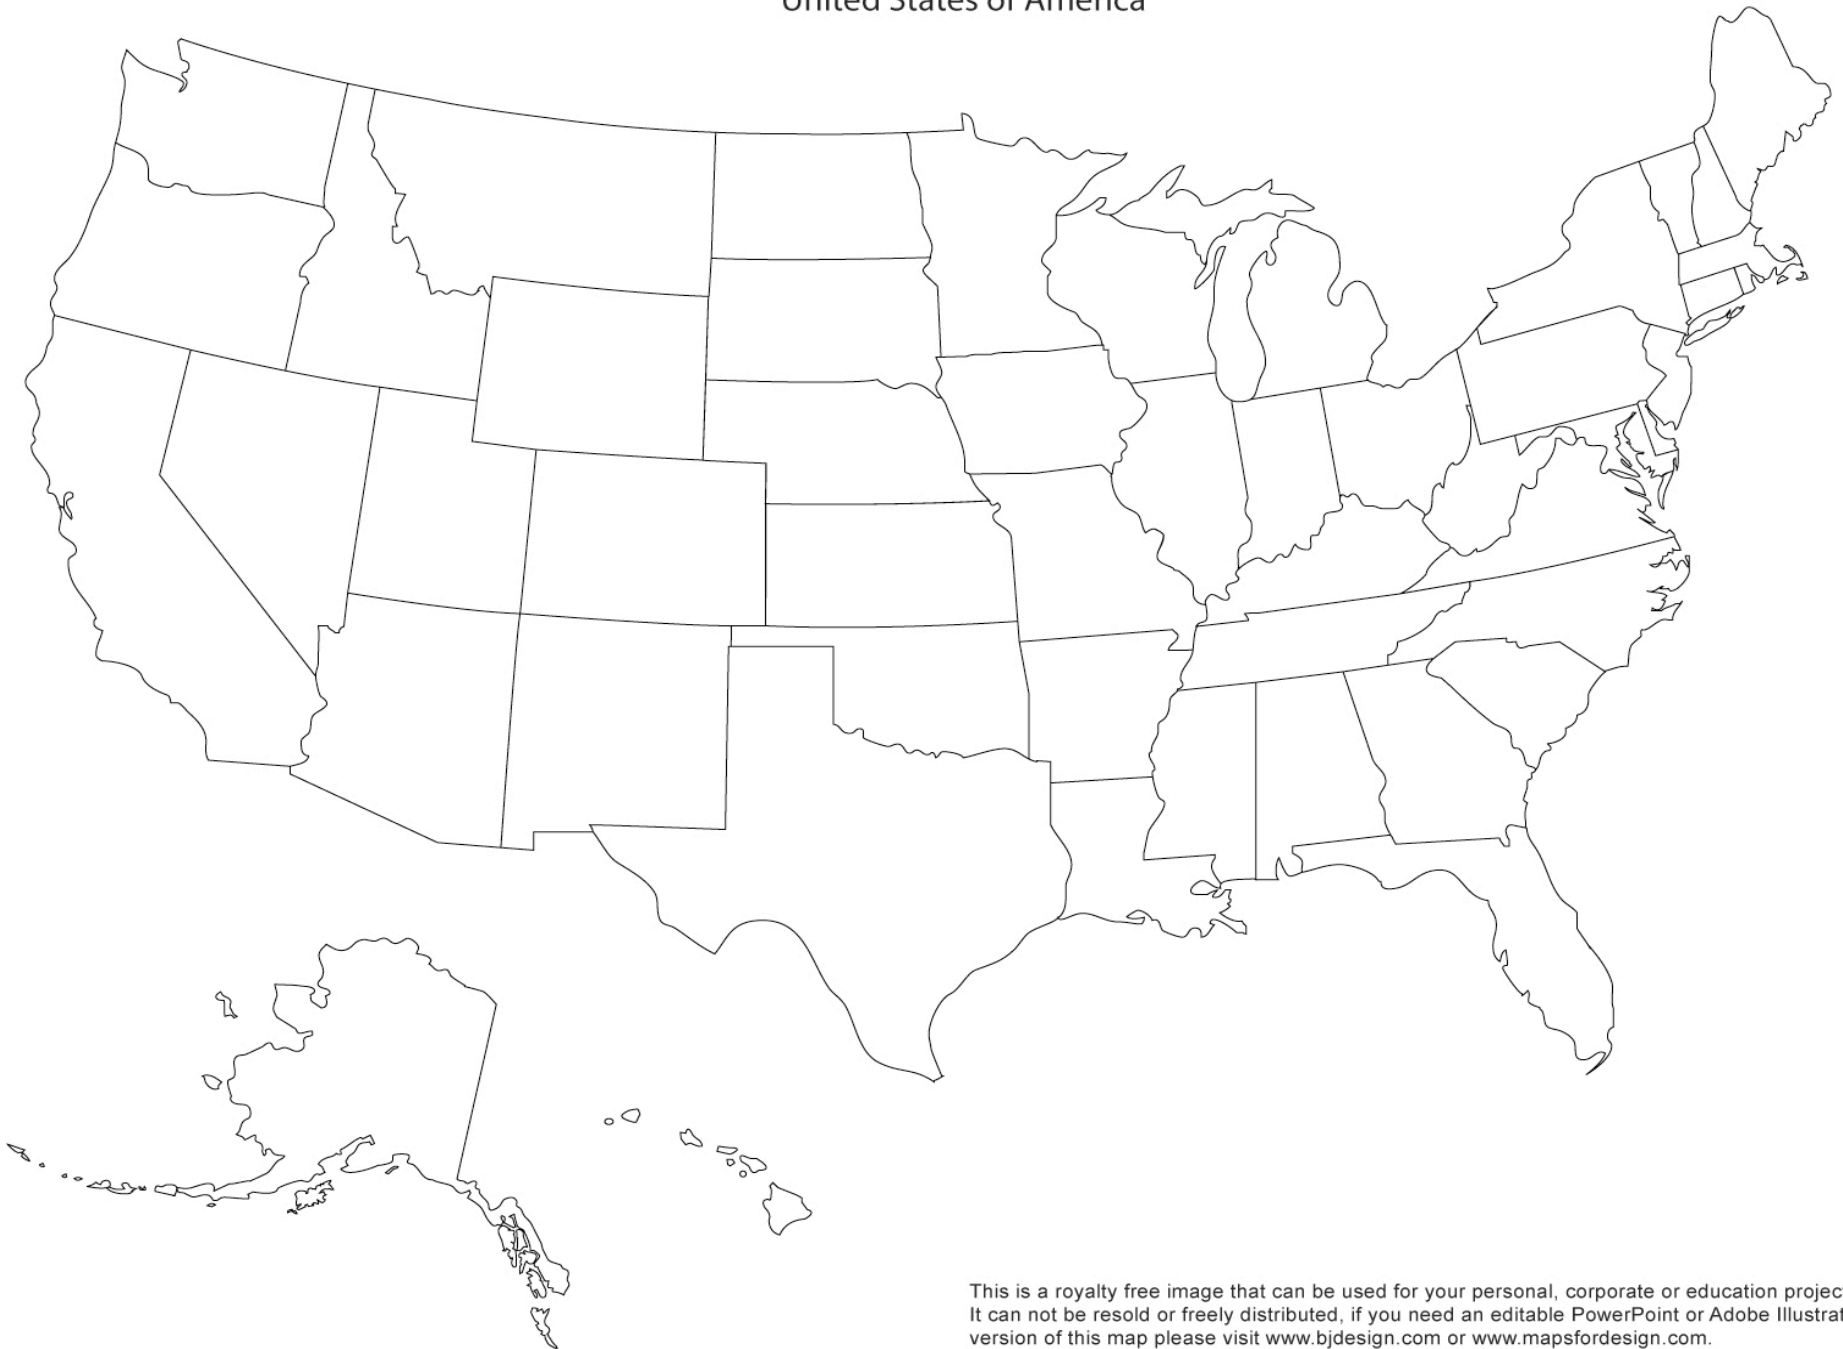 United States of America
This is a royalty free image that can be used for your personal, corporate or education projec
It can not be resold or freely distributed, if you need an editable PowerPoint or Adobe Illustrat
version of this map please visit www.bjdesign.com or www.mapsfordesign.com.